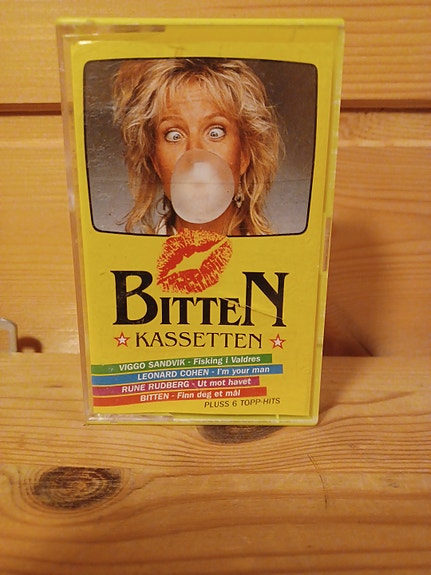 BITTEN
KASSETTEN
VIGGO SANDVIK - Fisking i Valdres
LEONARD COHEN - I'm your man
RUNE RUDBERG - Ut mot havet
BITTEN - Finn deg et mål
PLUSS 6 TOPP-HITS